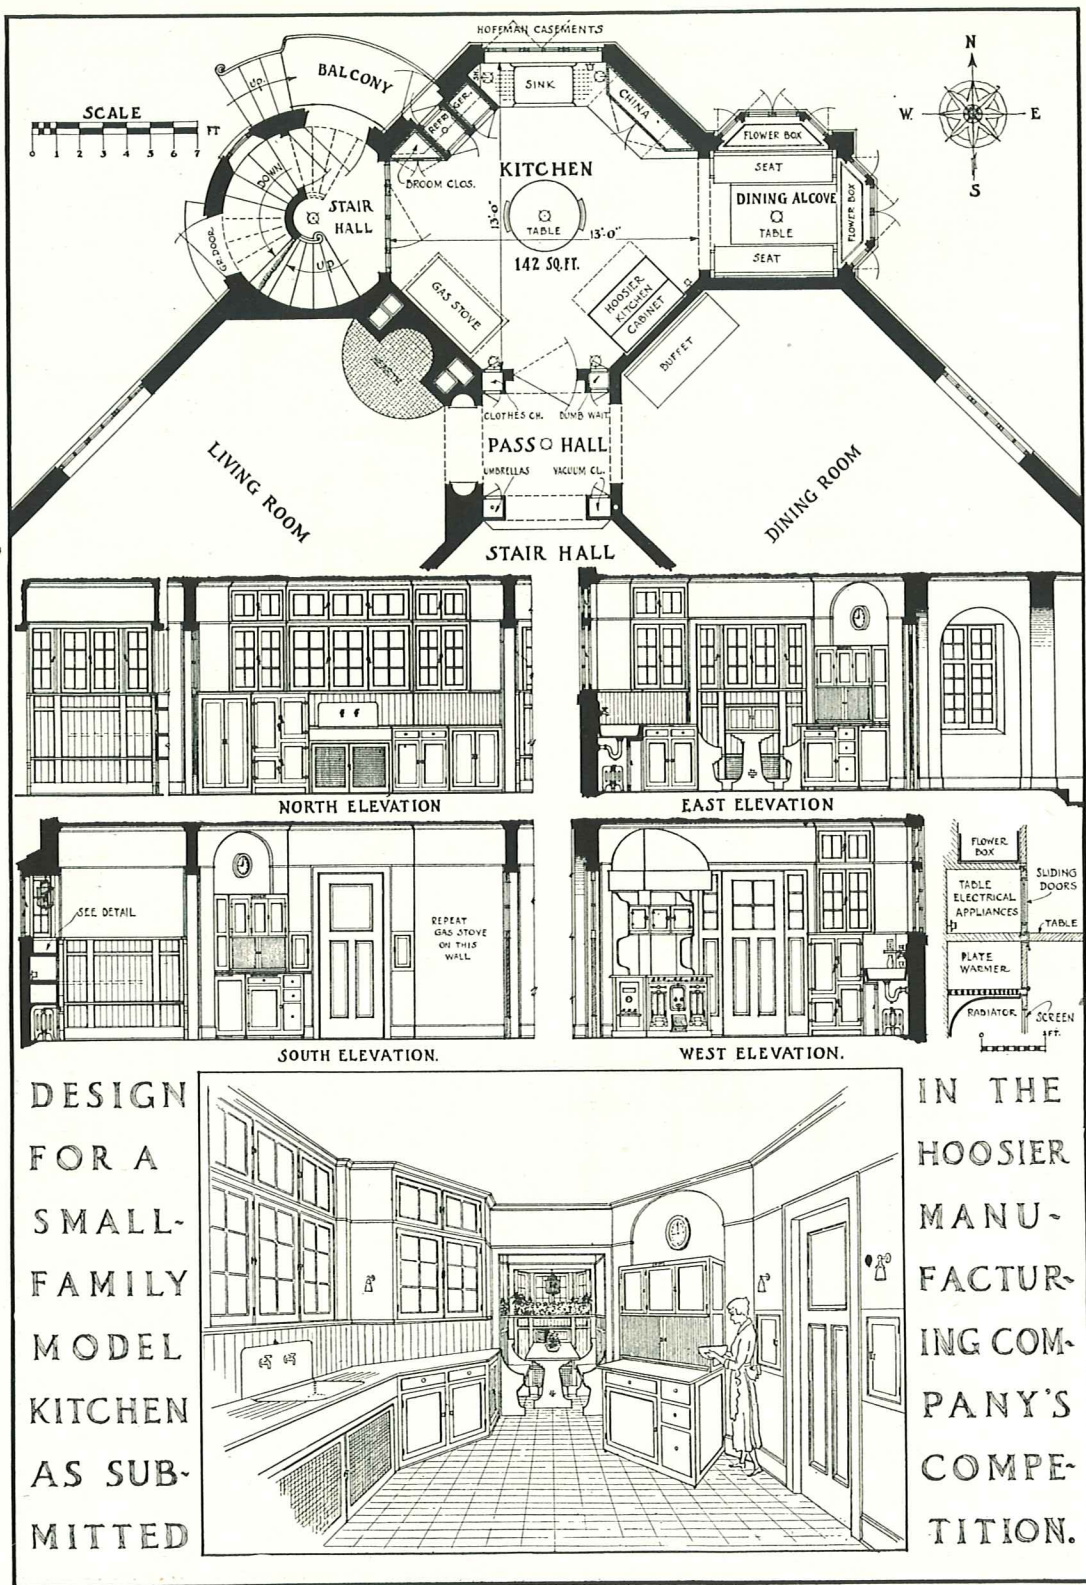 HOFFMAN CASEMENTS
SCALE
FT
0 1 2 3 4 5 6 7
UP
BALCONY
SINK
CHINA
REFRIGER.
BROOM CLOS.
N
W.
E
S
FLOWER BOX
SEAT
DINING ALCOVE
TABLE
SEAT
FLOWER BOX
DOWN
STAIR
HALL
UP
GR. DOOR
KITCHEN
13'-0"
TABLE
13'-0"
142 SQ.FT.
GAS STOVE
HOOSIER
KITCHEN
CABINET
BUFFET
CLOTHES CH.
DUMB WAIT.
PASS HALL
UMBRELLAS
VACUUM CL.
LIVING ROOM
DINING ROOM
STAIR HALL
NORTH ELEVATION
EAST ELEVATION
SEE DETAIL
REPEAT
GAS STOVE
ON THIS
WALL
SOUTH ELEVATION.
WEST ELEVATION.
FLOWER
BOX
SLIDING
DOORS
TABLE
ELECTRICAL
APPLIANCES
TABLE
PLATE
WARMER
RADIATOR
SCREEN
0 1 FT.
DESIGN
FOR A
SMALL-
FAMILY
MODEL
KITCHEN
AS SUB-
MITTED
IN THE
HOOSIER
MANU-
FACTUR-
ING COM-
PANY'S
COMPE-
TITION.